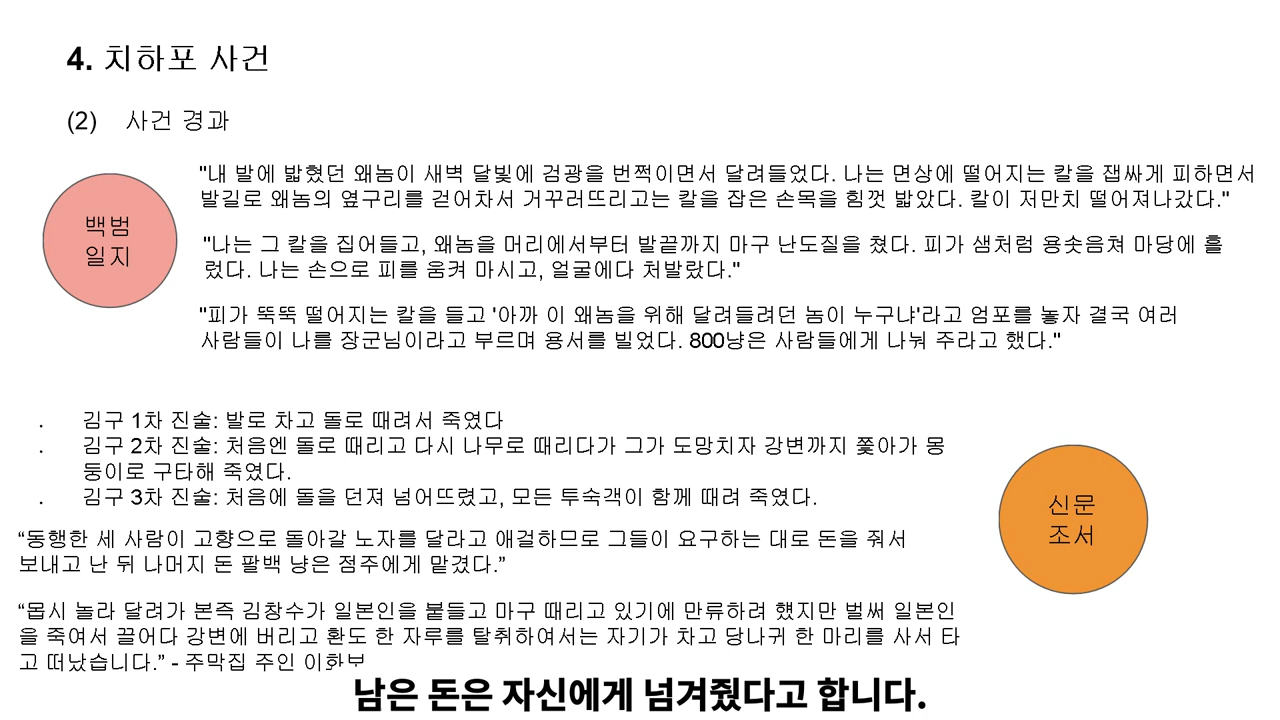 4. 치하포 사건
(2) 사건 경과
백범
일지
"내 발에 밟혔던 왜놈이 새벽 달빛에 검광을 번쩍이면서 달려들었다. 나는 면상에 떨어지는 칼을 잽싸게 피하면서
발길로 왜놈의 옆구리를 걷어차서 거꾸러뜨리고는 칼을 잡은 손목을 힘껏 밟았다. 칼이 저만치 떨어져나갔다."
"나는 그 칼을 집어들고, 왜놈을 머리에서부터 발끝까지 마구 난도질을 쳤다. 피가 샘처럼 용솟음쳐 마당에 흘
렀다. 나는 손으로 피를 움켜 마시고, 얼굴에다 처발랐다."
"피가 뚝뚝 떨어지는 칼을 들고 '아까 이 왜놈을 위해 달려들려던 놈이 누구냐'라고 엄포를 놓자 결국 여러
사람들이 나를 장군님이라고 부르며 용서를 빌었다. 800냥은 사람들에게 나눠 주라고 했다."
. 김구 1차 진술: 발로 차고 돌로 때려서 죽였다
. 김구 2차 진술: 처음엔 돌로 때리고 다시 나무로 때리다가 그가 도망치자 강변까지 쫓아가 몽
둥이로 구타해 죽였다.
. 김구 3차 진술: 처음에 돌을 던져 넘어뜨렸고, 모든 투숙객이 함께 때려 죽였다.
신문
조서
“동행한 세 사람이 고향으로 돌아갈 노자를 달라고 애걸하므로 그들이 요구하는 대로 돈을 줘서
보내고 난 뒤 나머지 돈 팔백 냥은 점주에게 맡겼다.”
“몹시 놀라 달려가 본즉 김창수가 일본인을 붙들고 마구 때리고 있기에 만류하려 했지만 벌써 일본인
을 죽여서 끌어다 강변에 버리고 환도 한 자루를 탈취하여서는 자기가 차고 당나귀 한 마리를 사서 타
고 떠났습니다.” - 주막집 주인 이화보
남은 돈은 자신에게 넘겨줬다고 합니다.